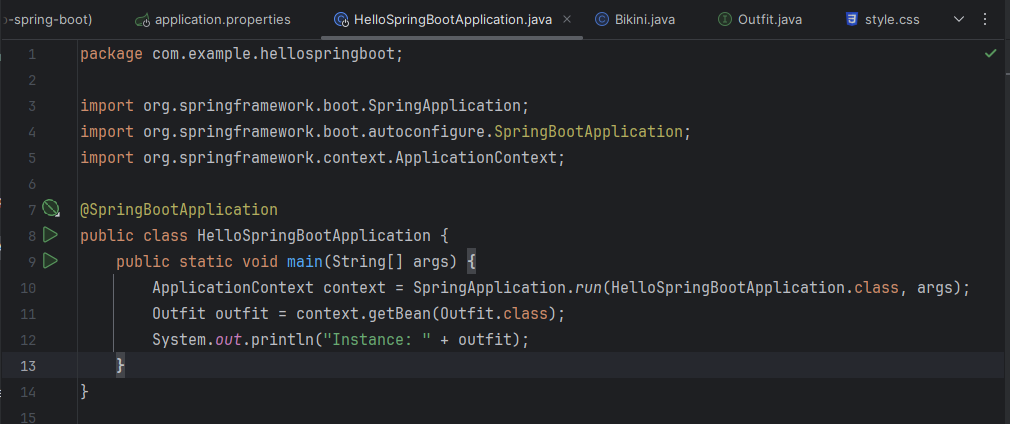 -spring-boot) application.properties HelloSpringBootApplication.java Bikini.java Outfit.java style.css
1 package com.example.hellospringboot;
2
3 import org.springframework.boot.SpringApplication;
4 import org.springframework.boot.autoconfigure.SpringBootApplication;
5 import org.springframework.context.ApplicationContext;
6
7 @SpringBootApplication
8 public class HelloSpringBootApplication {
9 public static void main(String[] args) {
10 ApplicationContext context = SpringApplication.run(HelloSpringBootApplication.class, args);
11 Outfit outfit = context.getBean(Outfit.class);
12 System.out.println("Instance: " + outfit);
13 }
14 }
15